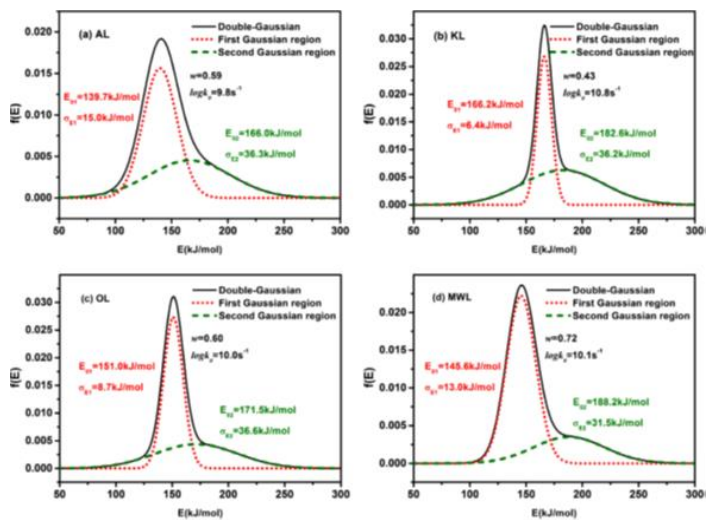 (a) AL
Double-Gaussian
First Gaussian region
Second Gaussian region
w=0.59
logk₀=9.8s⁻¹
E₀₁=139.7kJ/mol
σE1=15.0kJ/mol
E₀₂=166.0kJ/mol
σE2=36.3kJ/mol
f(E)
0.020
0.015
0.010
0.005
0.000
50 100 150 200 250 300
E(kJ/mol)
(b) KL
Double-Gaussian
First Gaussian region
Second Gaussian region
w=0.43
logk₀=10.8s⁻¹
E₀₁=166.2kJ/mol
σE1=6.4kJ/mol
E₀₂=182.6kJ/mol
σE2=36.2kJ/mol
f(E)
0.030
0.025
0.020
0.015
0.010
0.005
0.000
50 100 150 200 250 300
E(kJ/mol)
(c) OL
Double-Gaussian
First Gaussian region
Second Gaussian region
w=0.60
logk₀=10.0s⁻¹
E₀₁=151.0kJ/mol
σE1=8.7kJ/mol
E₀₂=171.5kJ/mol
σE2=36.6kJ/mol
f(E)
0.030
0.025
0.020
0.015
0.010
0.005
0.000
50 100 150 200 250 300
E(kJ/mol)
(d) MWL
Double-Gaussian
First Gaussian region
Second Gaussian region
w=0.72
logk₀=10.1s⁻¹
E₀₁=145.6kJ/mol
σE1=13.0kJ/mol
E₀₂=188.2kJ/mol
σE2=31.5kJ/mol
f(E)
0.020
0.015
0.010
0.005
0.000
50 100 150 200 250 300
E(kJ/mol)